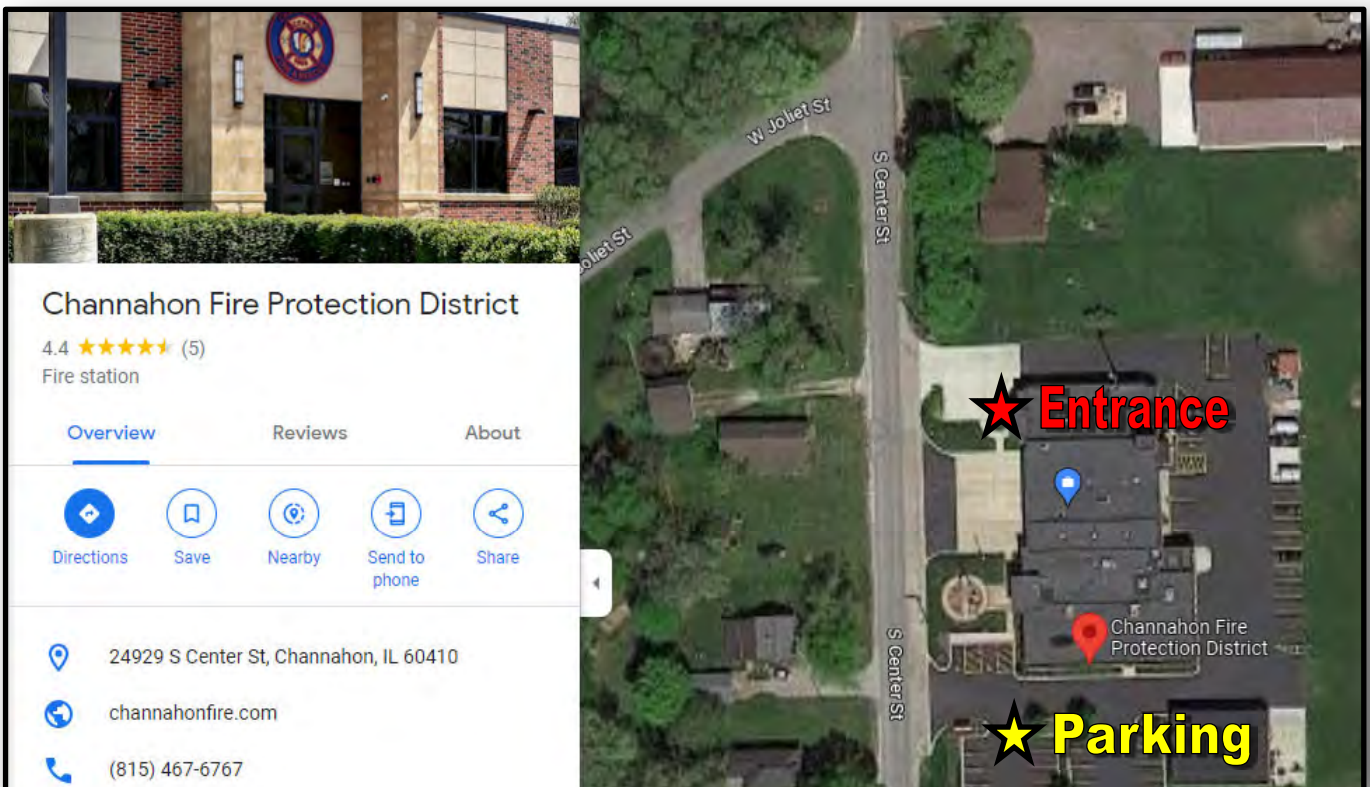 Channahon Fire Protection District
4.4 (5)
Fire station
Overview Reviews About
Directions Save Nearby Send to phone Share
24929 S Center St, Channahon, IL 60410
channahonfire.com
(815) 467-6767
W Joliet St
Joliet St
S Center St
Entrance
Channahon Fire
Protection District
S Center St
Parking